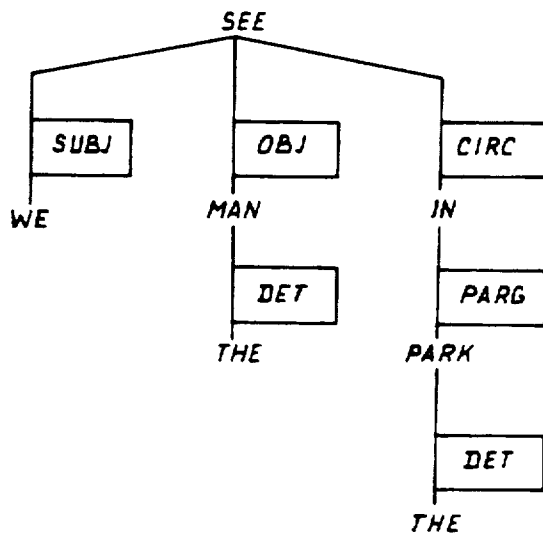 SEE
SUBJ OBJ CIRC
WE MAN IN
DET PARG
THE PARK
DET
THE